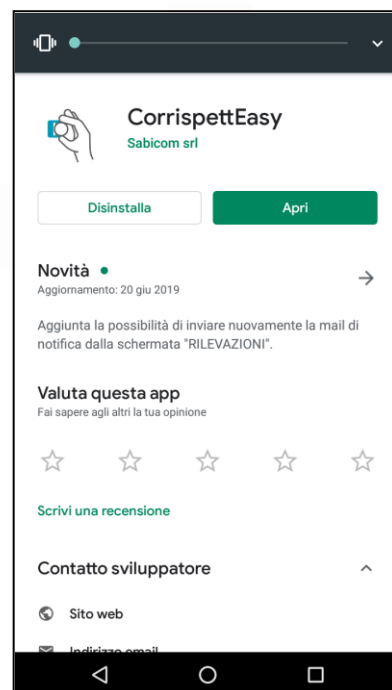 CorrispettEasy
Sabicom srl
Disinstalla
Apri
Novità
Aggiornamento: 20 giu 2019
Aggiunta la possibilità di inviare nuovamente la mail di
notifica dalla schermata "RILEVAZIONI".
Valuta questa app
Fai sapere agli altri la tua opinione
Scrivi una recensione
Contatto sviluppatore
Sito web
Indirizzo email